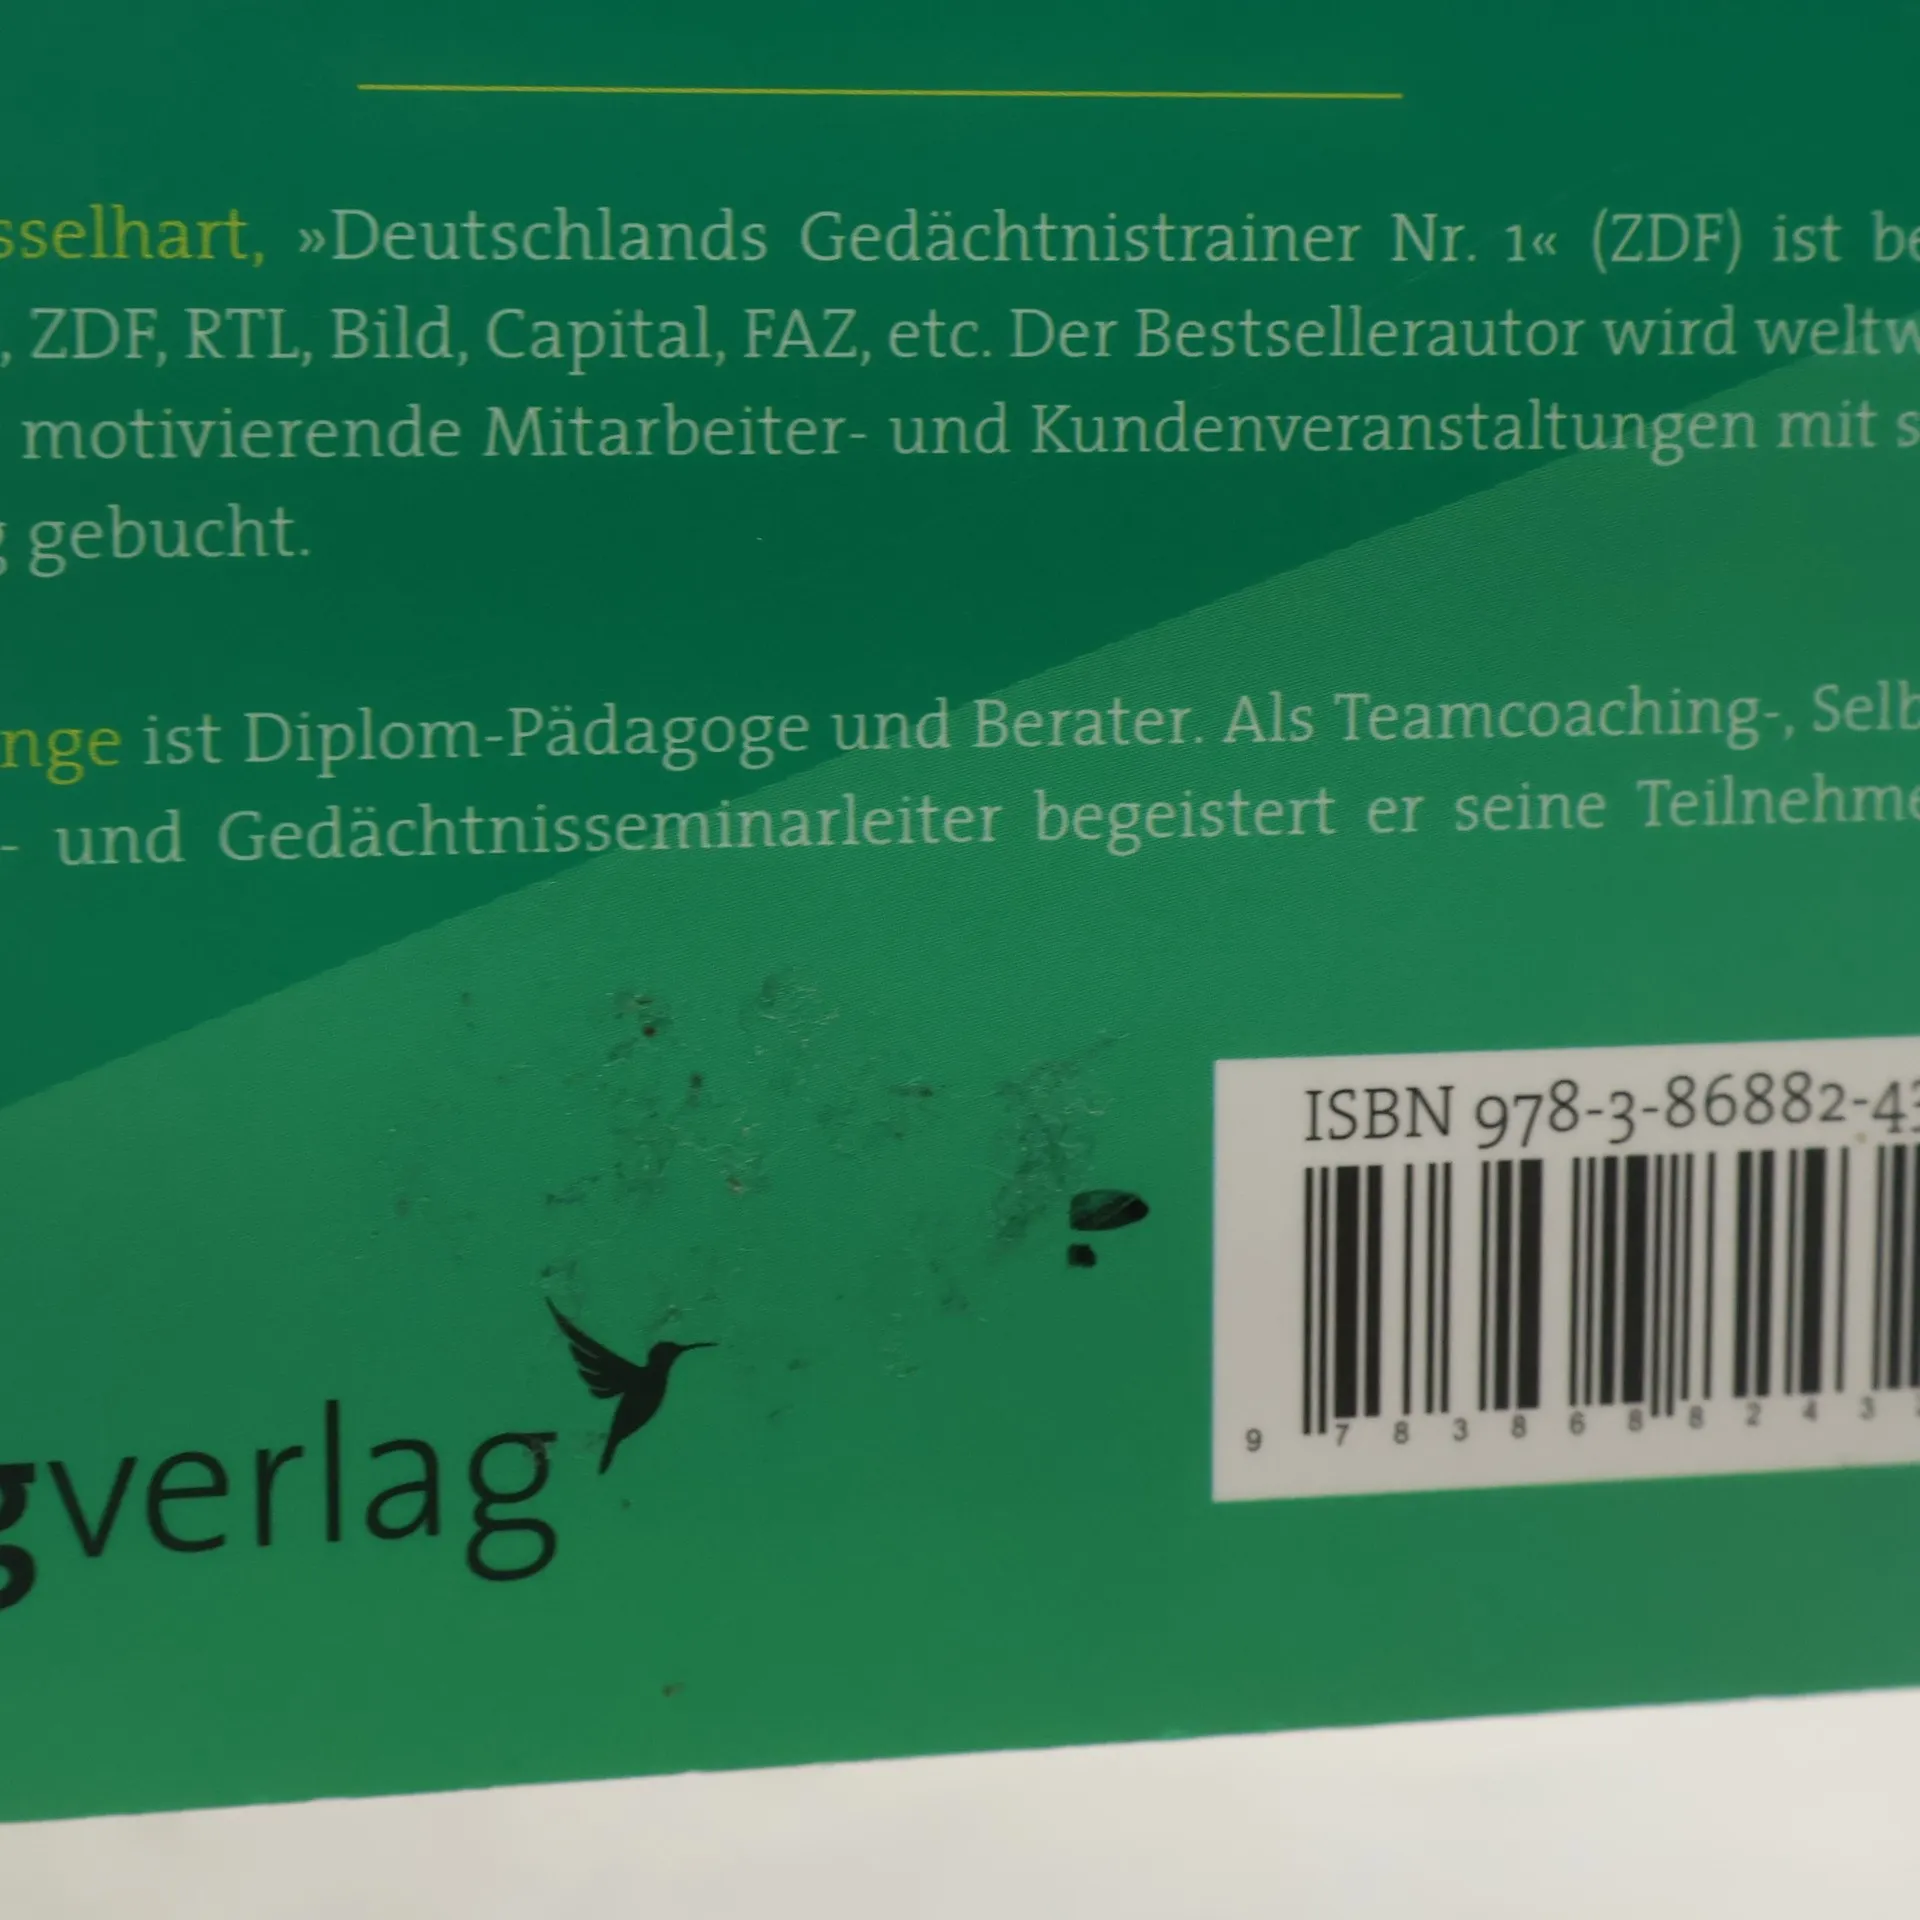 sselhart, »Deutschlands Gedächtnistrainer Nr. 1« (ZDF) ist be
, ZDF, RTL, Bild, Capital, FAZ, etc. Der Bestsellerautor wird weltw
motivierende Mitarbeiter- und Kundenveranstaltungen mit s
g gebucht.
nge ist Diplom-Pädagoge und Berater. Als Teamcoaching-, Selb
- und Gedächtnisseminarleiter begeistert er seine Teilnehme
ISBN 978-3-86882-43
9 783868 8243
gverlag